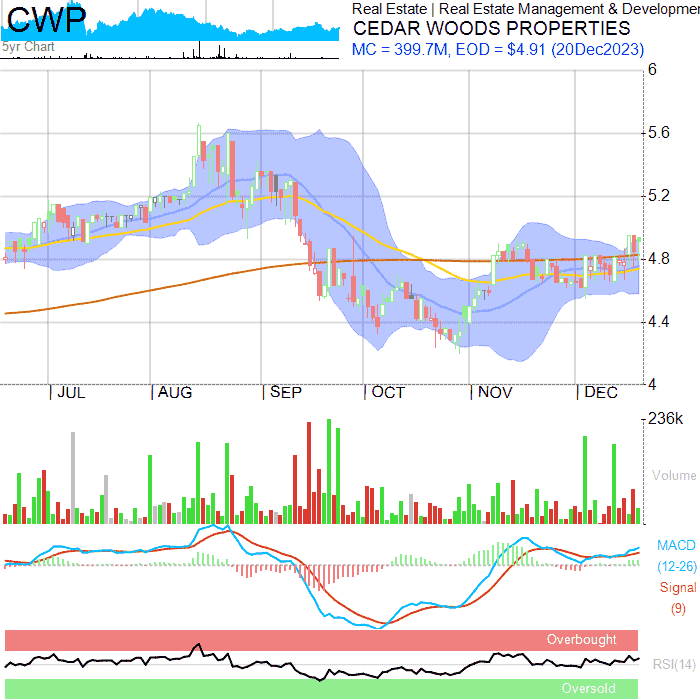 CWP
5yr Chart
Real Estate | Real Estate Management & Developmen
CEDAR WOODS PROPERTIES
MC = 399.7M, EOD = $4.91 (20Dec2023)
6
5.6
5.2
4.8
4.4
4
JUL AUG SEP OCT NOV DEC
236k
Volume
MACD
(12-26)
Signal
(9)
Overbought
RSI(14)
Oversold